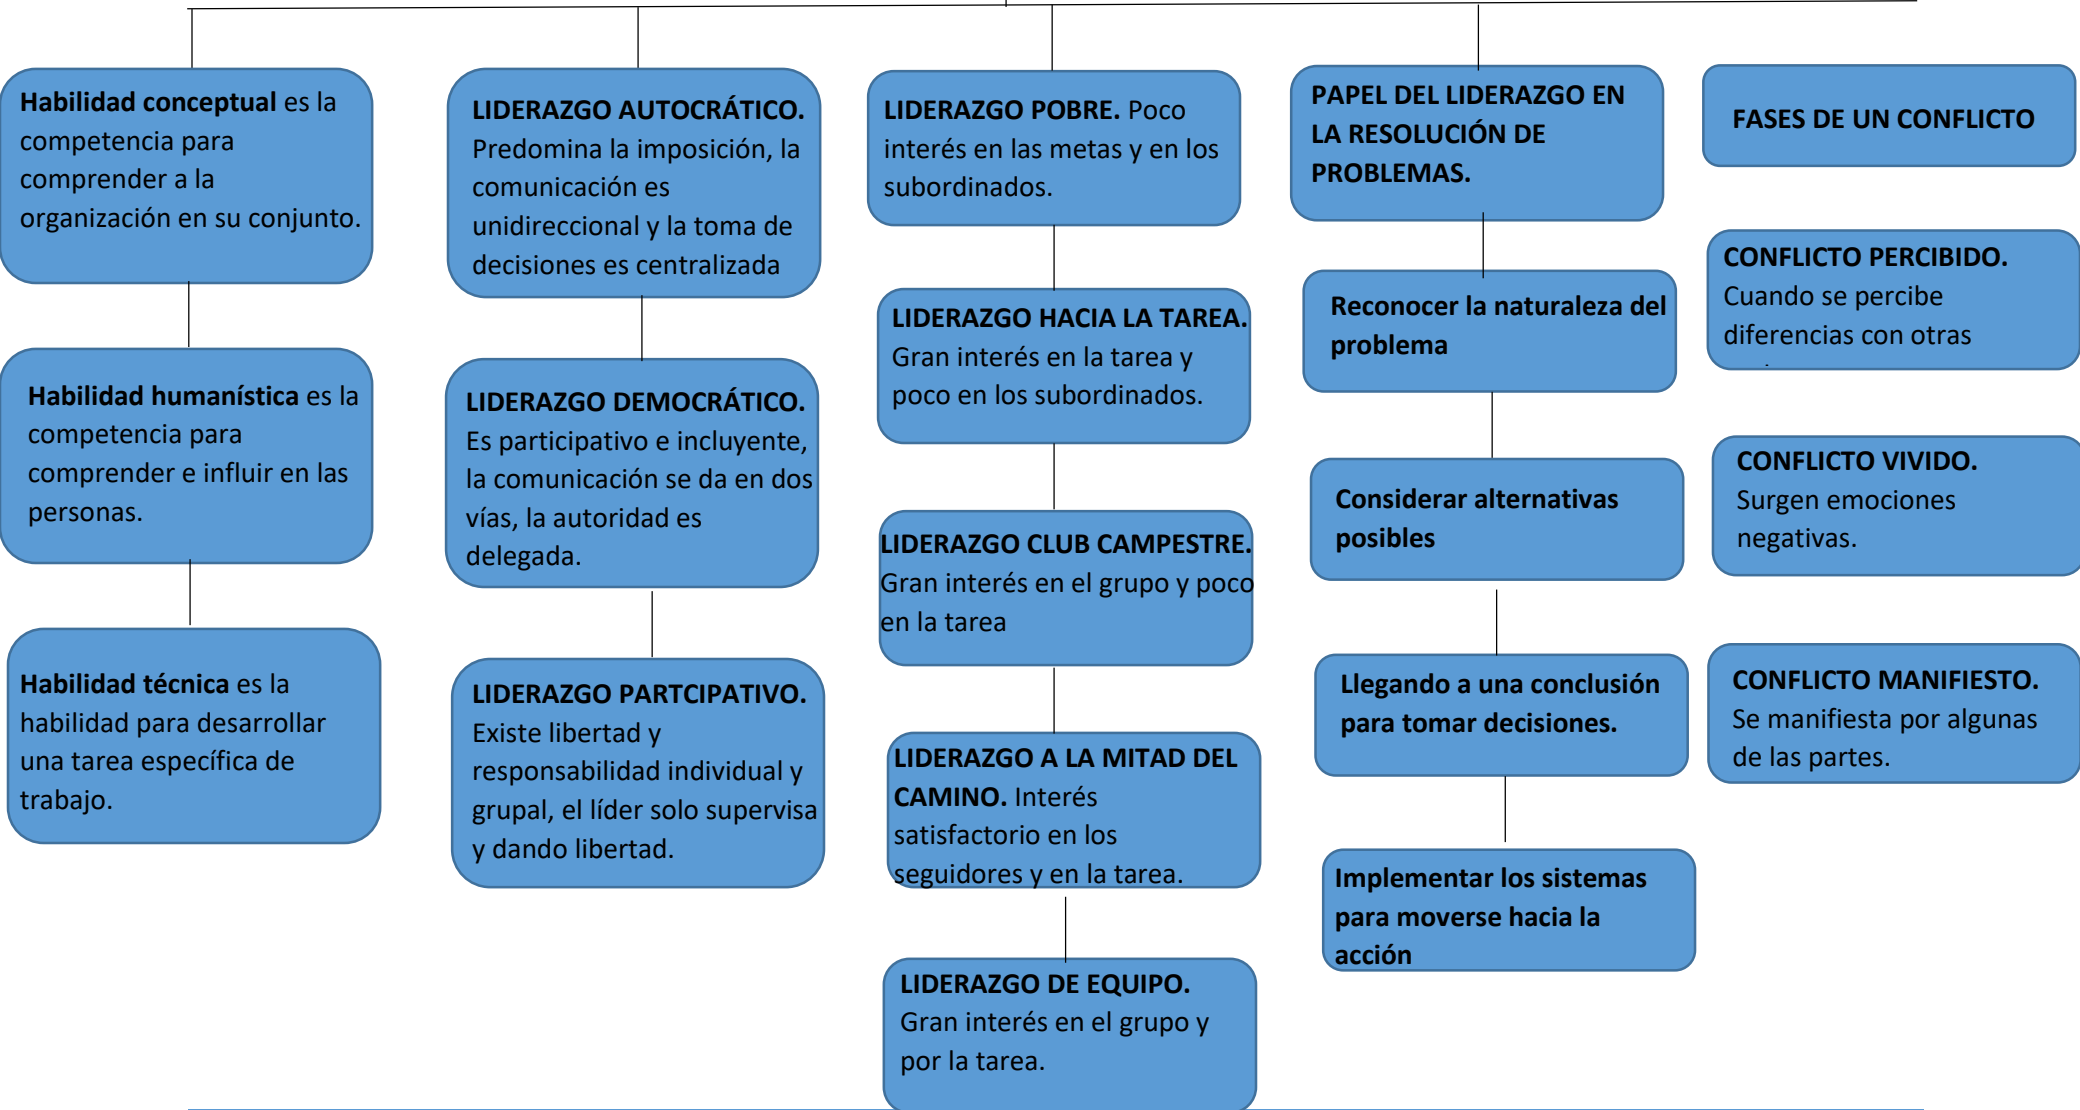 Habilidad conceptual es la
competencia para
comprender a la
organización en su conjunto.
Habilidad humanística es la
competencia para
comprender e influir en las
personas.
Habilidad técnica es la
habilidad para desarrollar
una tarea específica de
trabajo.
LIDERAZGO AUTOCRÁTICO.
Predomina la imposición, la
comunicación es
unidireccional y la toma de
decisiones es centralizada
LIDERAZGO DEMOCRÁTICO.
Es participativo e incluyente,
la comunicación se da en dos
vías, la autoridad es
delegada.
LIDERAZGO PARTCIPATIVO.
Existe libertad y
responsabilidad individual y
grupal, el líder solo supervisa
y dando libertad.
LIDERAZGO POBRE. Poco
interés en las metas y en los
subordinados.
LIDERAZGO HACIA LA TAREA.
Gran interés en la tarea y
poco en los subordinados.
LIDERAZGO CLUB CAMPESTRE.
Gran interés en el grupo y poco
en la tarea
LIDERAZGO A LA MITAD DEL
CAMINO. Interés
satisfactorio en los
seguidores y en la tarea.
LIDERAZGO DE EQUIPO.
Gran interés en el grupo y
por la tarea.
PAPEL DEL LIDERAZGO EN
LA RESOLUCIÓN DE
PROBLEMAS.
Reconocer la naturaleza del
problema
Considerar alternativas
posibles
Llegando a una conclusión
para tomar decisiones.
Implementar los sistemas
para moverse hacia la
acción
FASES DE UN CONFLICTO
CONFLICTO PERCIBIDO.
Cuando se percibe
diferencias con otras
CONFLICTO VIVIDO.
Surgen emociones
negativas.
CONFLICTO MANIFIESTO.
Se manifiesta por algunas
de las partes.